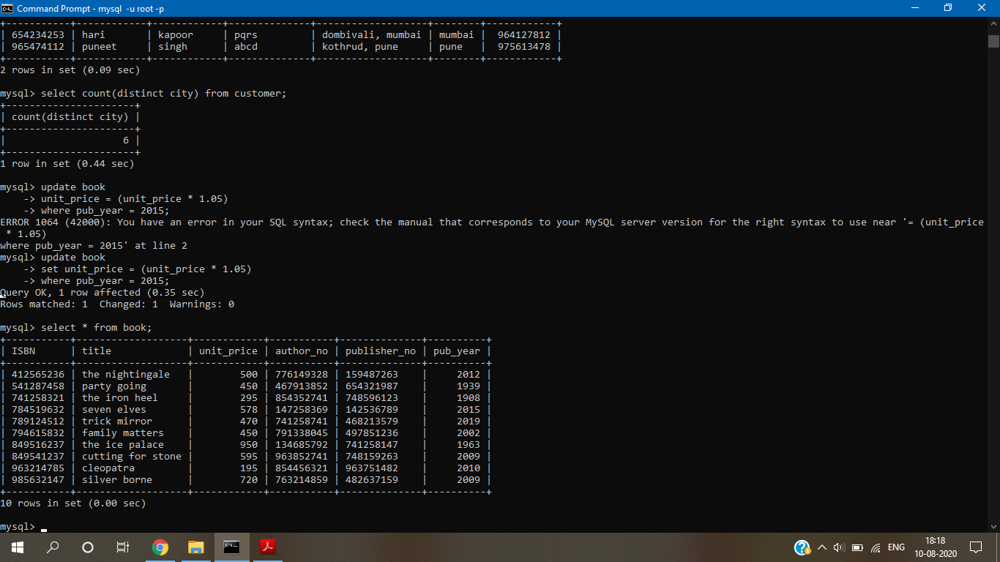 Command Prompt - mysql  -u root -p
+-----------+------------+------------+--------------+------------------+--------+------------+
| 654234253 | hari       | kapoor     | pqrs         | dombivali, mumbai | mumbai |  964127812 |
| 965474112 | puneet     | singh      | abcd         | kothrud, pune     | pune   |  975613478 |
+-----------+------------+------------+--------------+------------------+--------+------------+
2 rows in set (0.09 sec)
mysql> select count(distinct city) from customer;
+----------------------+
| count(distinct city) |
+----------------------+
|                    6 |
+----------------------+
1 row in set (0.44 sec)
mysql> update book
    -> unit_price = (unit_price * 1.05)
    -> where pub_year = 2015;
ERROR 1064 (42000): You have an error in your SQL syntax; check the manual that corresponds to your MySQL server version for the right syntax to use near '= (unit_price
 * 1.05)
where pub_year = 2015' at line 2
mysql> update book
    -> set unit_price = (unit_price * 1.05)
    -> where pub_year = 2015;
Query OK, 1 row affected (0.35 sec)
Rows matched: 1  Changed: 1  Warnings: 0
mysql> select * from book;
+-----------+-------------------+------------+-----------+--------------+----------+
| ISBN      | title             | unit_price | author_no | publisher_no | pub_year |
+-----------+-------------------+------------+-----------+--------------+----------+
| 412565236 | the nightingale   |        500 | 776149328 | 159487263    |     2012 |
| 541287458 | party going       |        450 | 467913852 | 654321987    |     1939 |
| 741258321 | the iron heel     |        295 | 854352741 | 748596123    |     1908 |
| 784519632 | seven elves       |        578 | 147258369 | 142536789    |     2015 |
| 789124512 | trick mirror      |        470 | 741258741 | 468213579    |     2019 |
| 794615832 | family matters    |        450 | 791338045 | 497851236    |     2002 |
| 849516237 | the ice palace    |        950 | 134685792 | 741258147    |     1963 |
| 849541237 | cutting for stone |        595 | 963852741 | 748159263    |     2009 |
| 963214785 | cleopatra         |        195 | 854456321 | 963751482    |     2010 |
| 985632147 | silver borne      |        720 | 763214859 | 482637159    |     2009 |
+-----------+-------------------+------------+-----------+--------------+----------+
10 rows in set (0.00 sec)
mysql> _
ENG
18:18
10-08-2020